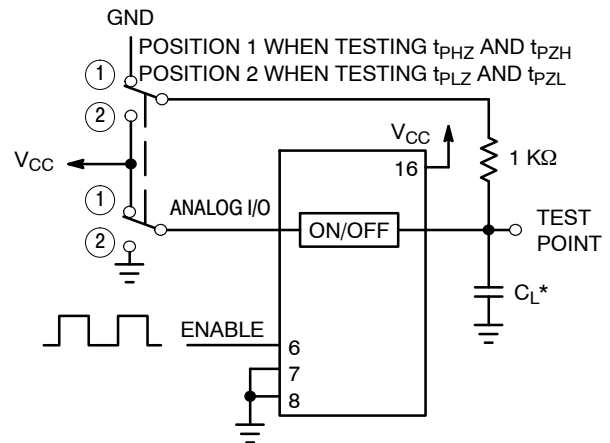 GND
POSITION 1 WHEN TESTING tPHZ AND tPZH
1 POSITION 2 WHEN TESTING tPLZ AND tPZL
2
VCC
VCC
16
1 KΩ
1
ANALOG I/O
ON/OFF
TEST
POINT
2
CL*
ENABLE
6
7
8